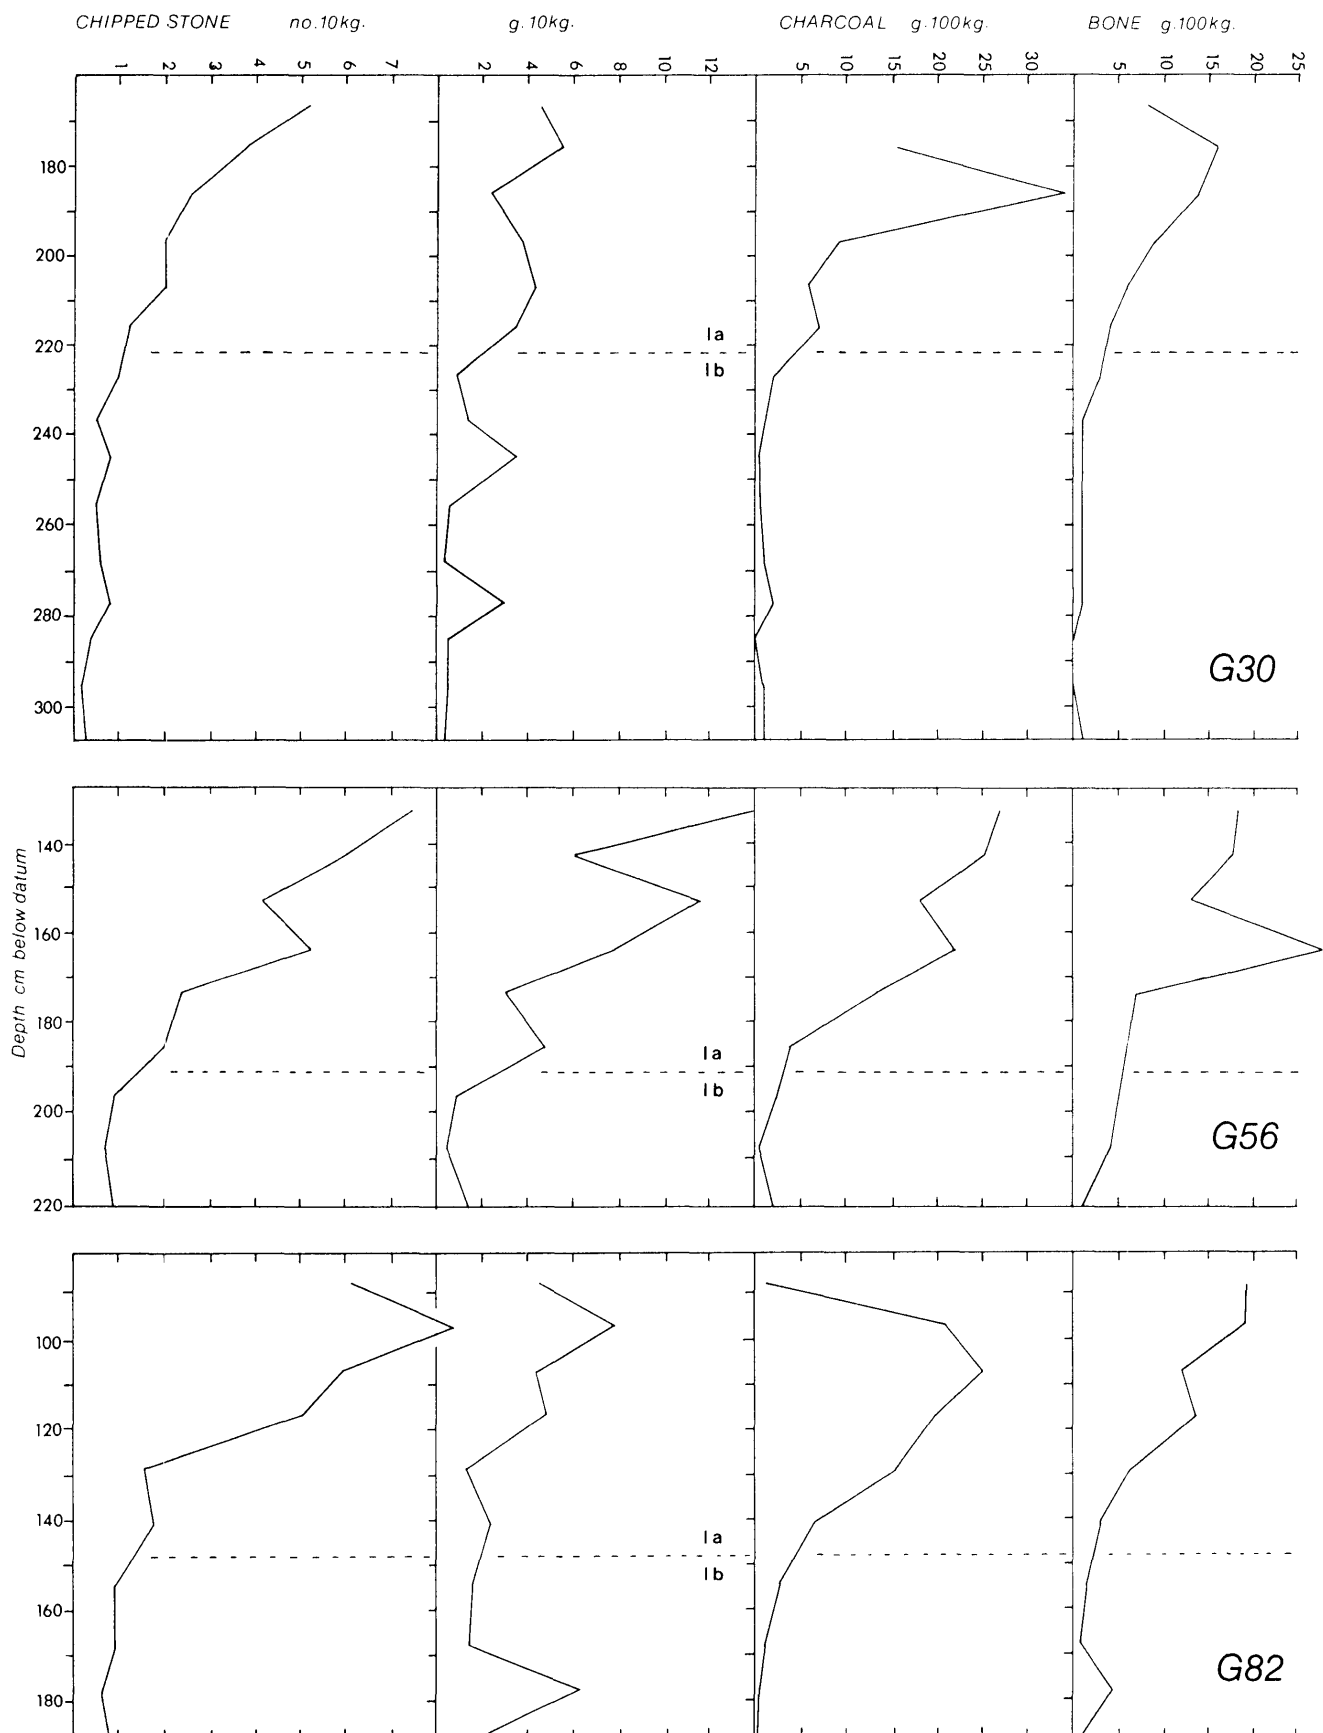 CHIPPED STONE no.10kg. g.10kg. CHARCOAL g.100kg. BONE g.100kg.
1 2 3 4 5 6 7 2 4 6 8 10 12 5 10 15 20 25 30 5 10 15 20 25
180
200
Ia
220
Ib
240
260
280
G30
300
Depth cm below datum
140
160
180
Ia
Ib
200
G56
220
100
120
140
Ia
Ib
160
G82
180